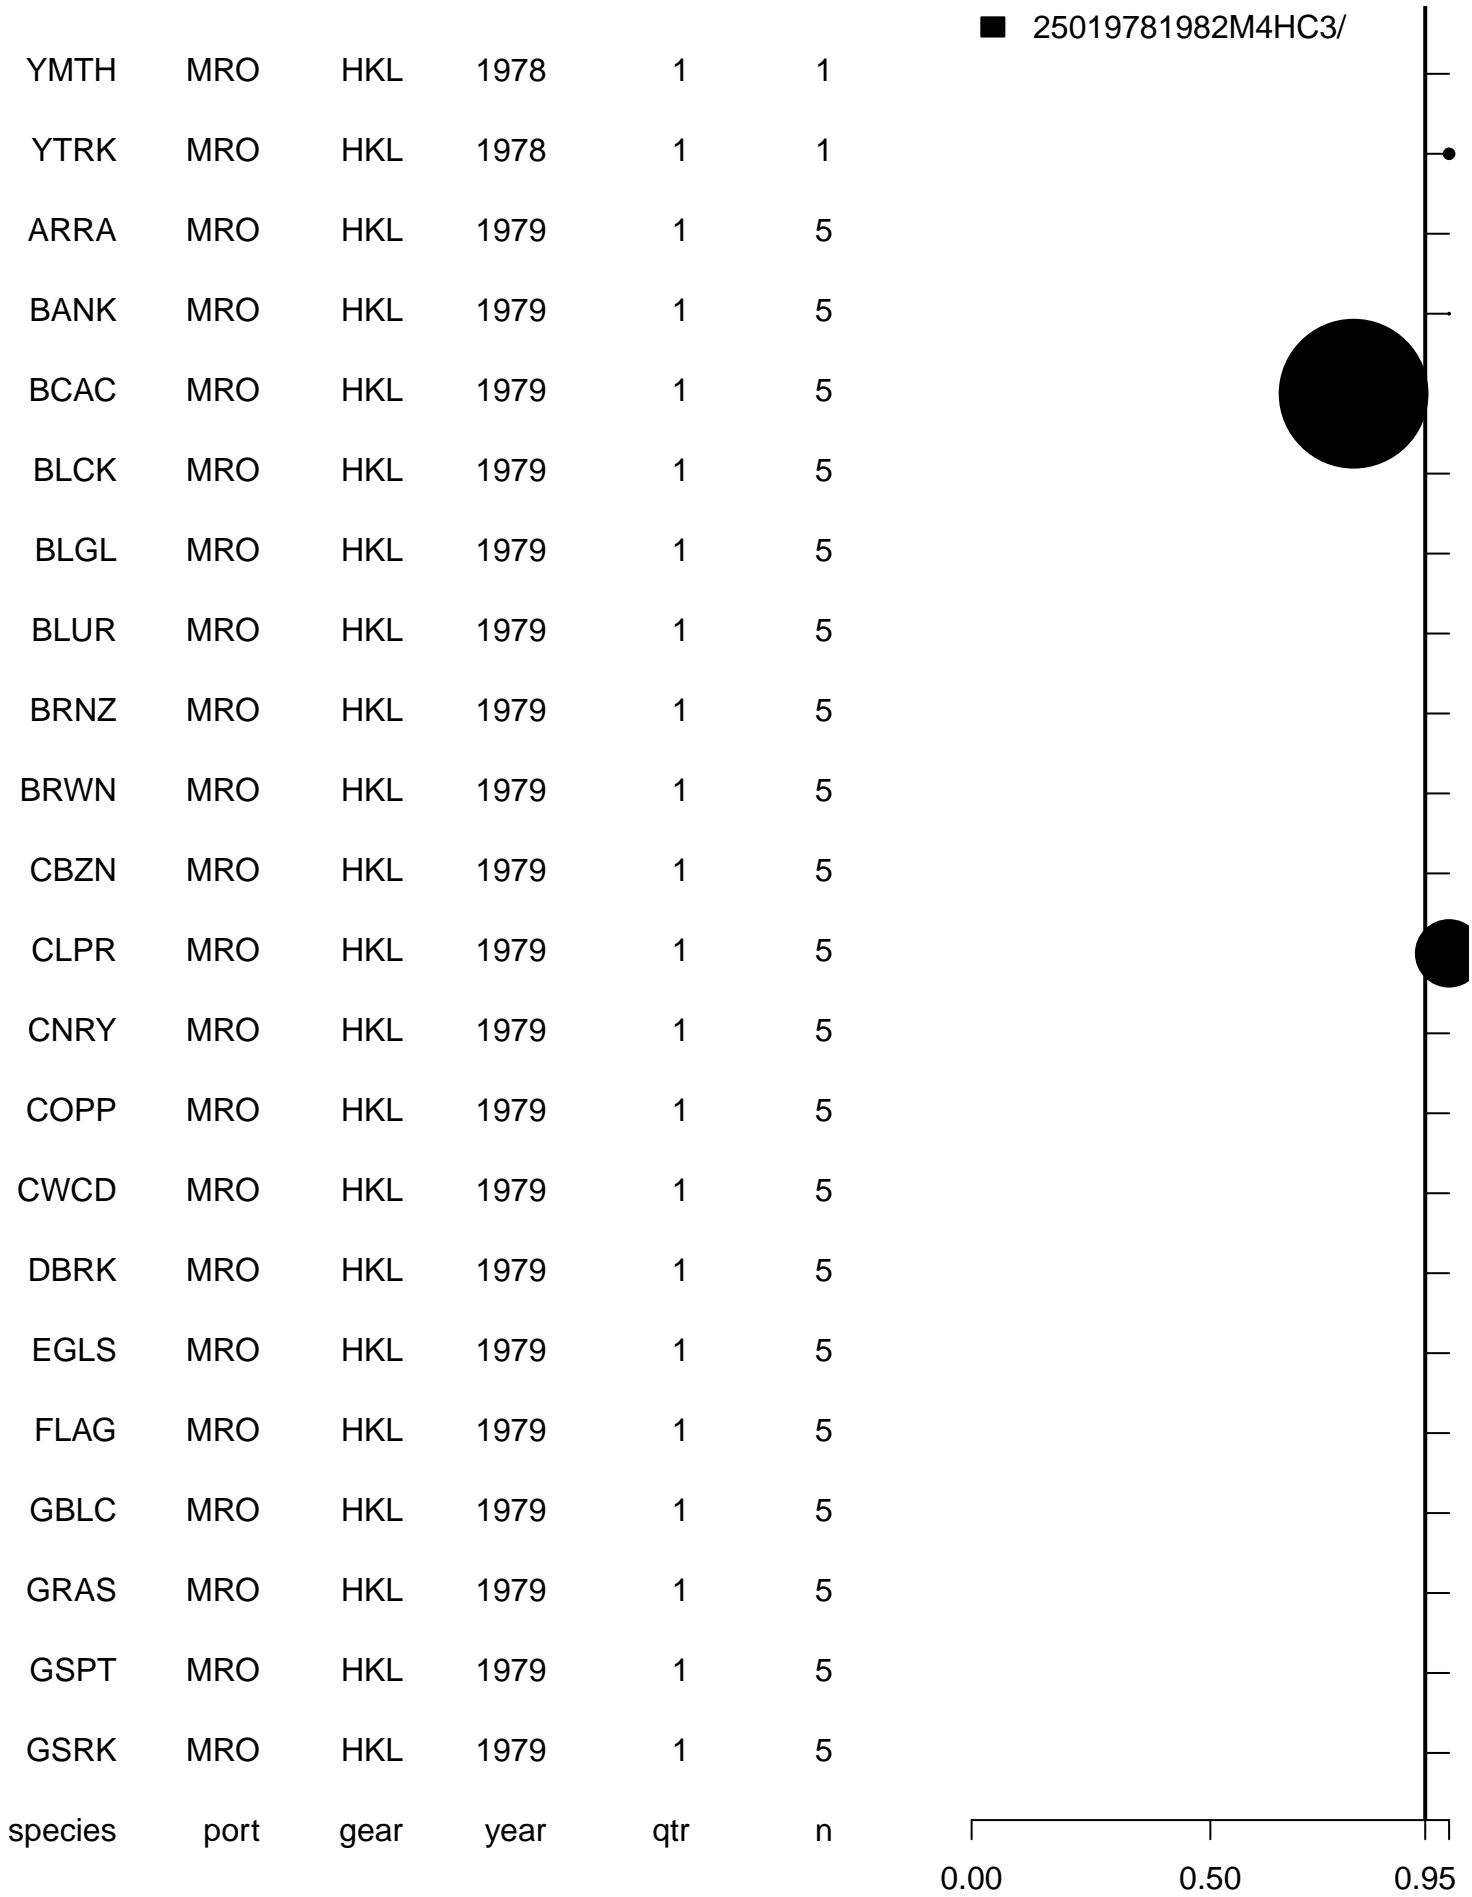 25019781982M4HC3/
YMTH MRO HKL 1978 1 1
YTRK MRO HKL 1978 1 1
ARRA MRO HKL 1979 1 5
BANK MRO HKL 1979 1 5
BCAC MRO HKL 1979 1 5
BLCK MRO HKL 1979 1 5
BLGL MRO HKL 1979 1 5
BLUR MRO HKL 1979 1 5
BRNZ MRO HKL 1979 1 5
BRWN MRO HKL 1979 1 5
CBZN MRO HKL 1979 1 5
CLPR MRO HKL 1979 1 5
CNRY MRO HKL 1979 1 5
COPP MRO HKL 1979 1 5
CWCD MRO HKL 1979 1 5
DBRK MRO HKL 1979 1 5
EGLS MRO HKL 1979 1 5
FLAG MRO HKL 1979 1 5
GBLC MRO HKL 1979 1 5
GRAS MRO HKL 1979 1 5
GSPT MRO HKL 1979 1 5
GSRK MRO HKL 1979 1 5
species port gear year qtr n
0.00 0.50 0.95